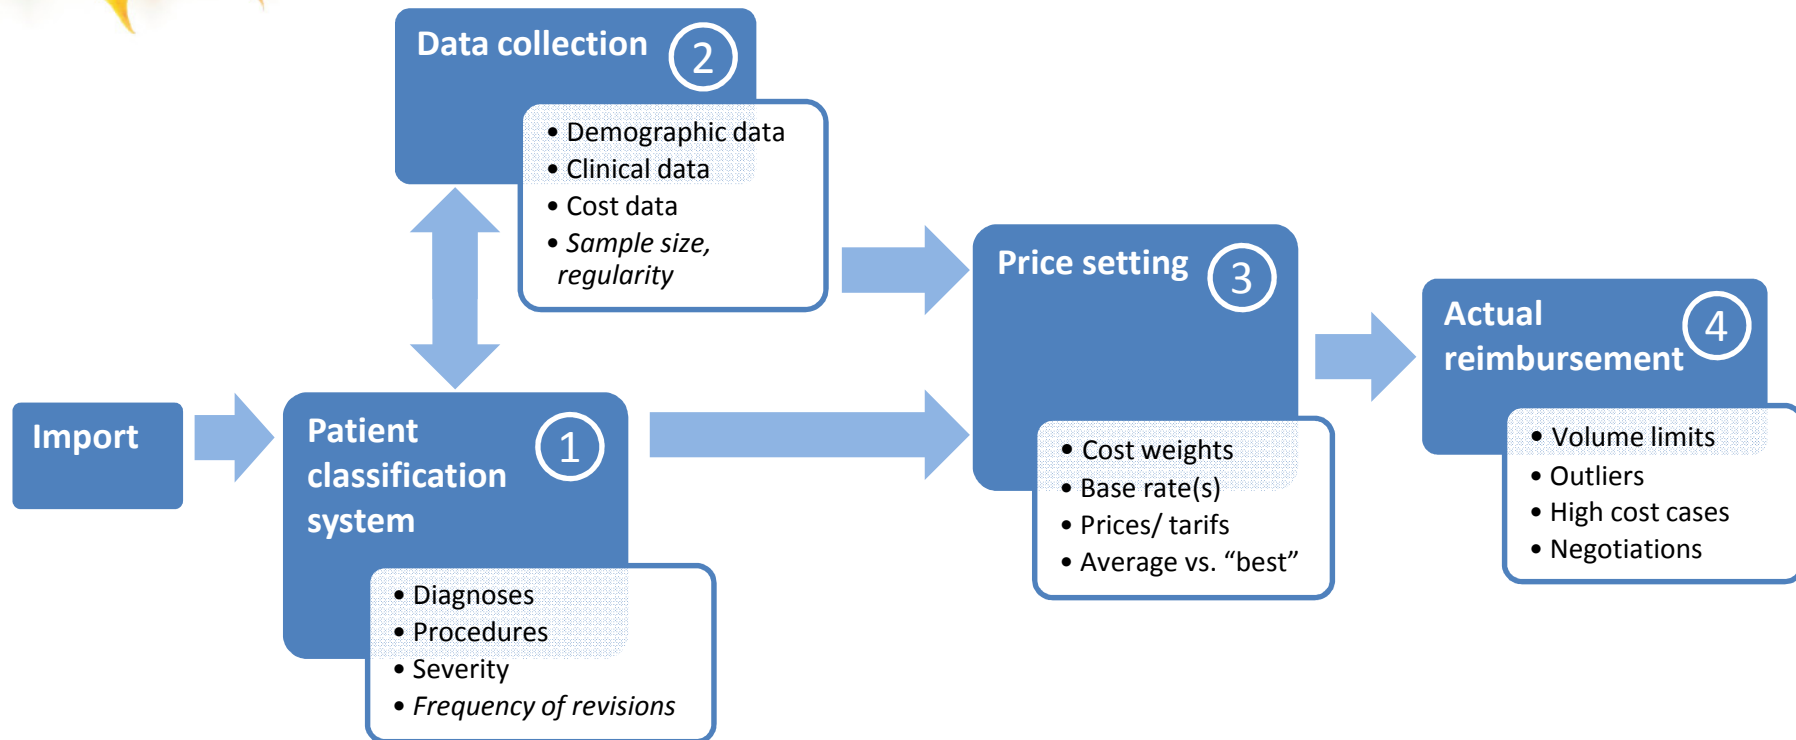 Data collection
2
• Demographic data
• Clinical data
• Cost data
• Sample size,
regularity
Import
Patient
classification
system
1
• Diagnoses
• Procedures
• Severity
• Frequency of revisions
Price setting
3
• Cost weights
• Base rate(s)
• Prices/ tarifs
• Average vs. “best”
Actual
reimbursement
4
• Volume limits
• Outliers
• High cost cases
• Negotiations